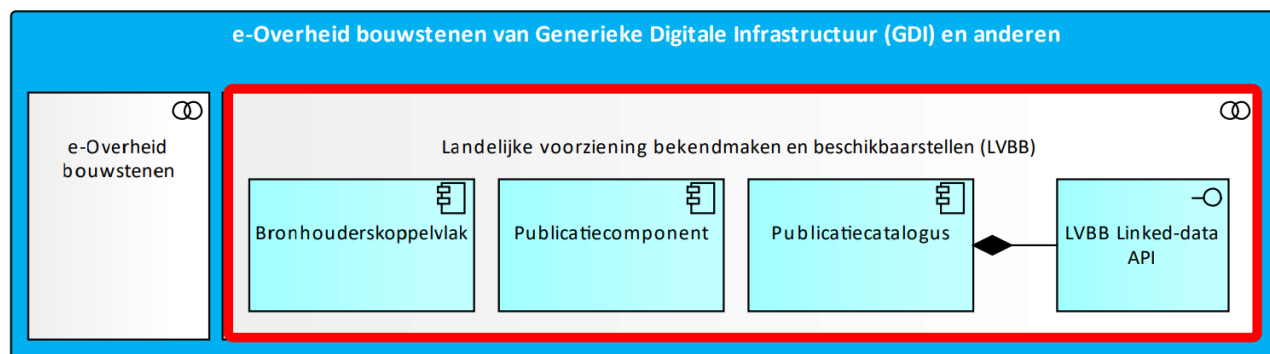 e-Overheid bouwstenen van Generieke Digitale Infrastructuur (GDI) en anderen
e-Overheid
bouwstenen
Landelijke voorziening bekendmaken en beschikbaarstellen (LVBB)
Bronhouderskoppelvlak
Publicatiecomponent
Publicatiecatalogus
LVBB Linked-data
API